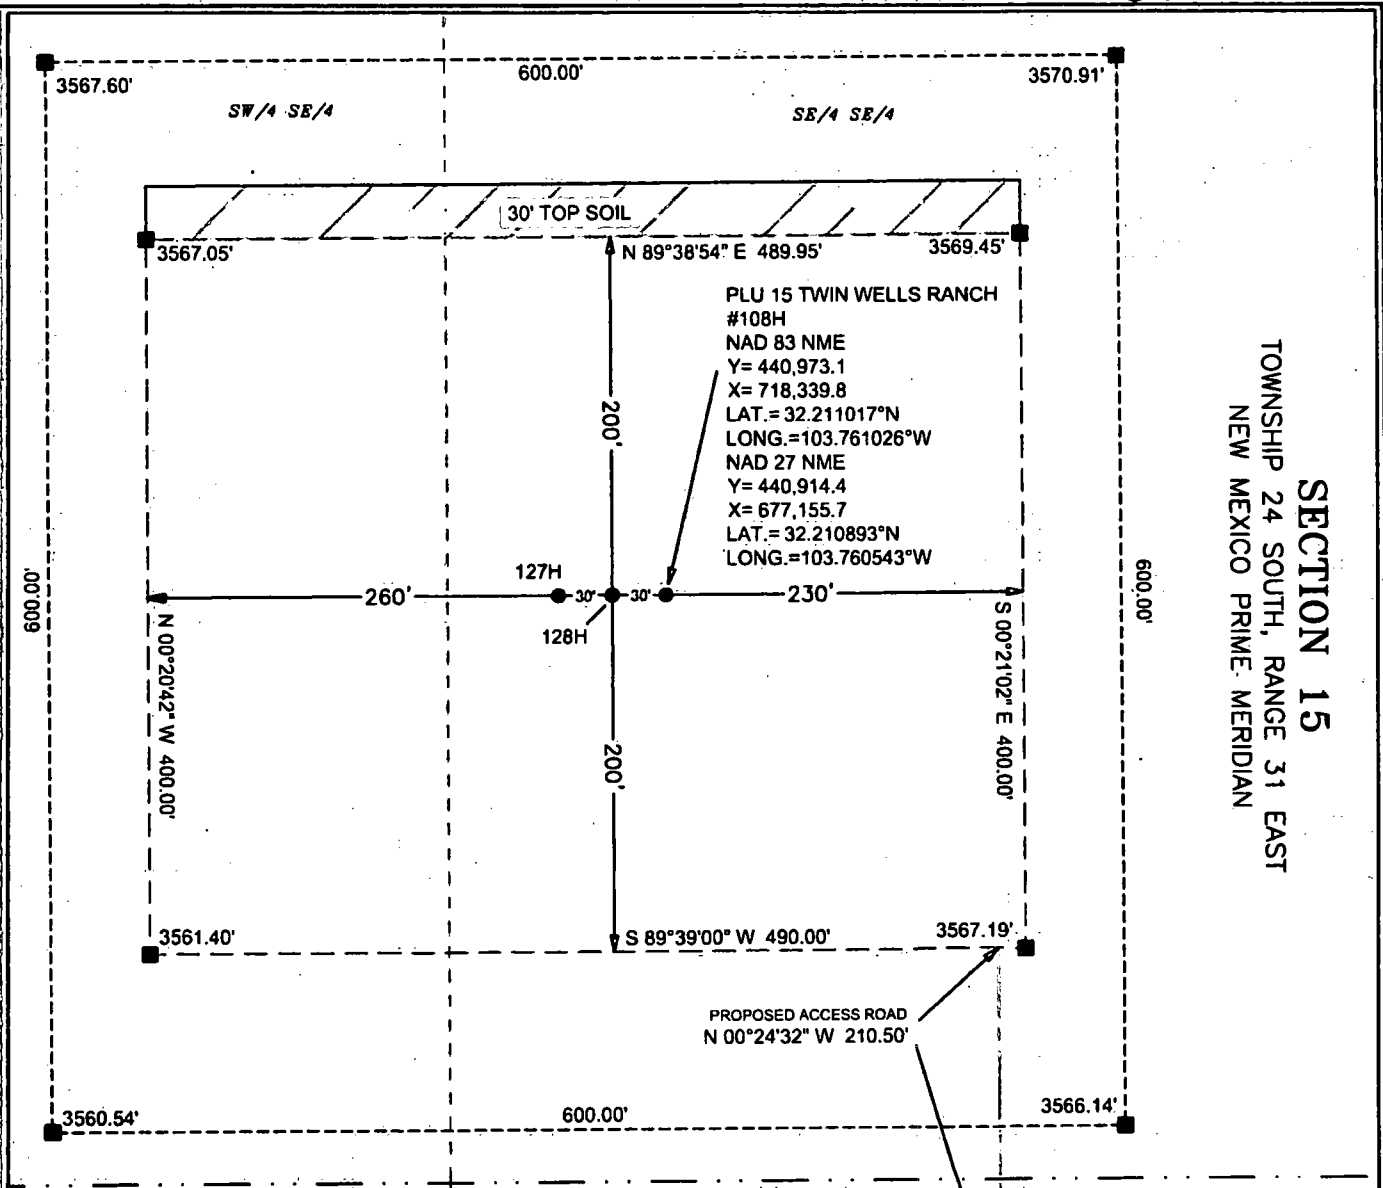 3567.60'
600.00'
3570.91'
SW/4 SE/4
SE/4 SE/4
30' TOP SOIL
3567.05'
N 89°38'54" E 489.95'
3569.45'
PLU 15 TWIN WELLS RANCH
#108H
NAD 83 NME
Y= 440,973.1
X= 718,339.8
LAT.= 32.211017°N
LONG.=103.761026°W
NAD 27 NME
Y= 440,914.4
X= 677,155.7
LAT.= 32.210893°N
LONG.=103.760543°W
200'
127H
260'
30'
30'
230'
128H
600.00'
N 00°20'42" W 400.00'
S 00°21'02" E 400.00'
600.00'
SECTION 15
TOWNSHIP 24 SOUTH, RANGE 31 EAST
NEW MEXICO PRIME MERIDIAN
200'
3561.40'
S 89°39'00" W 490.00'
3567.19'
PROPOSED ACCESS ROAD
N 00°24'32" W 210.50'
3560.54'
600.00'
3566.14'